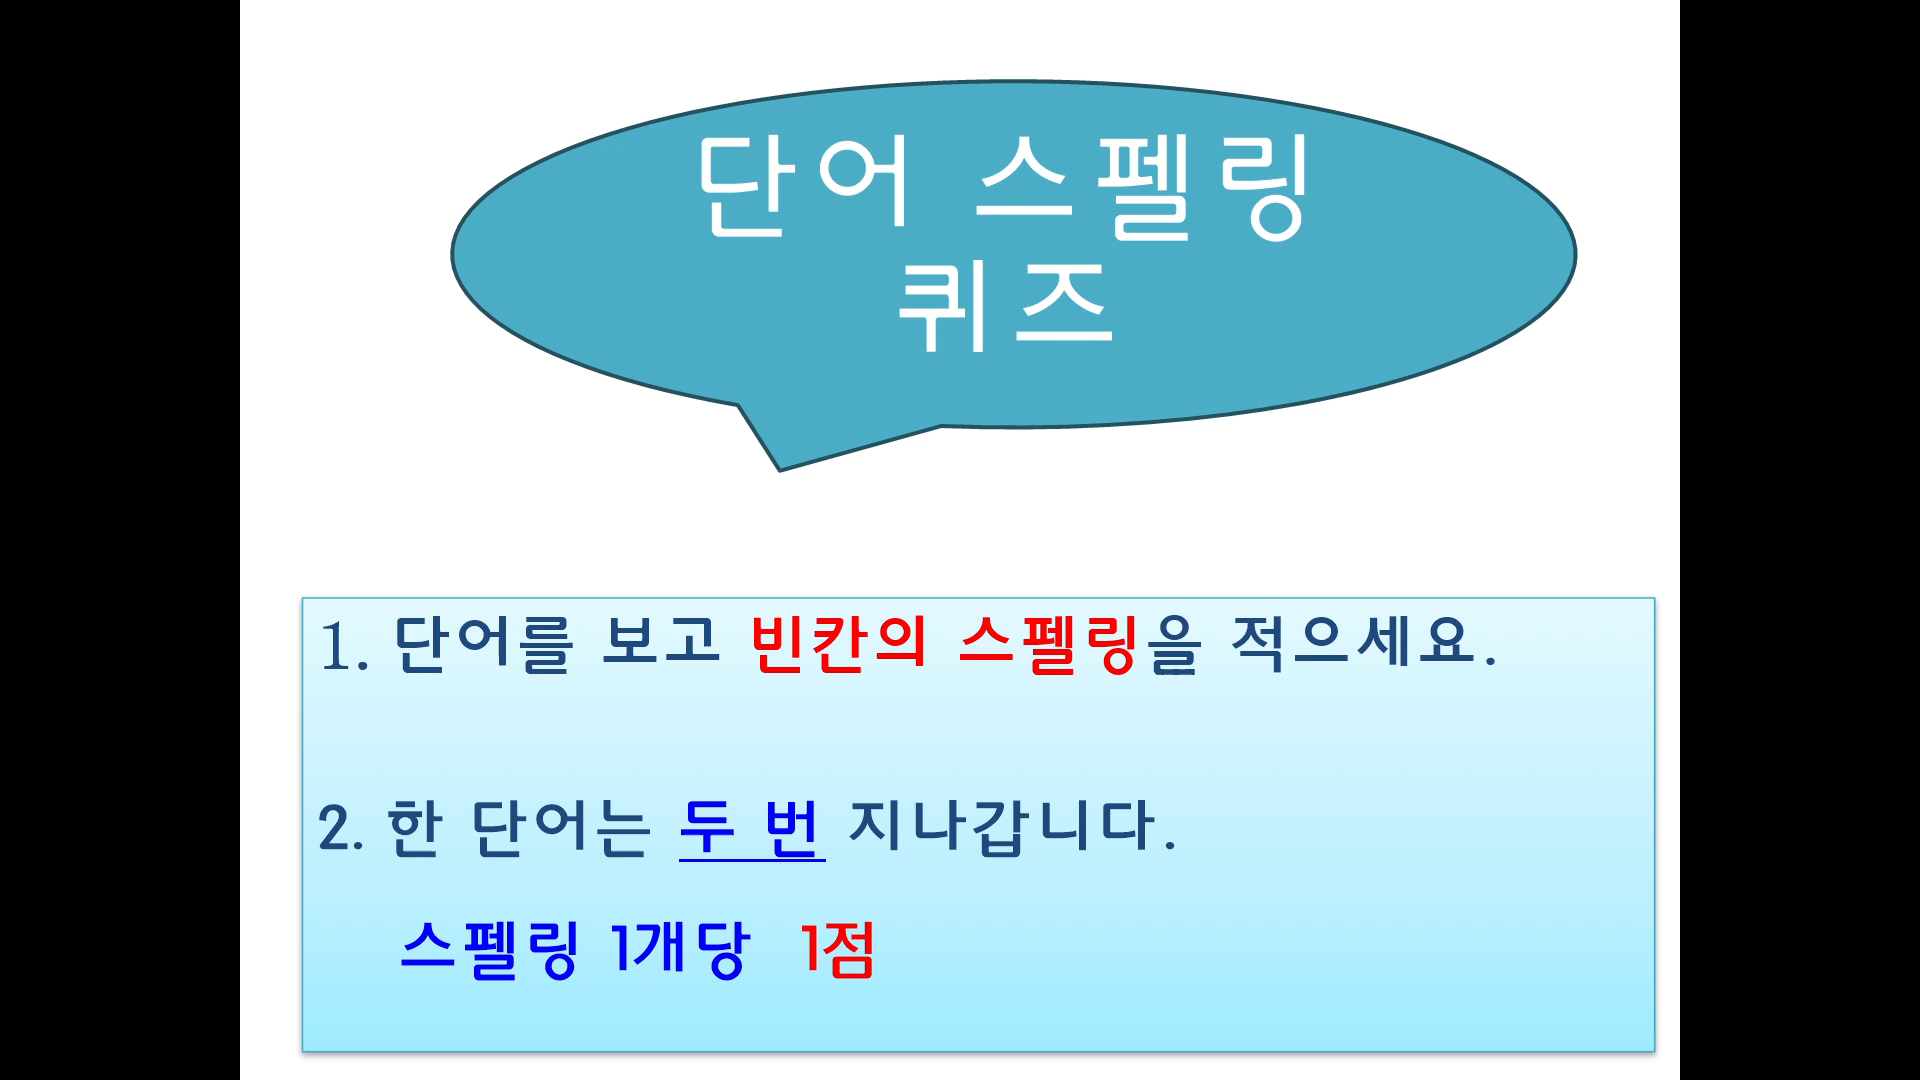 단어 스펠링
퀴즈
1. 단어를 보고 빈칸의 스펠링을 적으세요.
2. 한 단어는 두 번 지나갑니다.
스펠링 1개당 1점